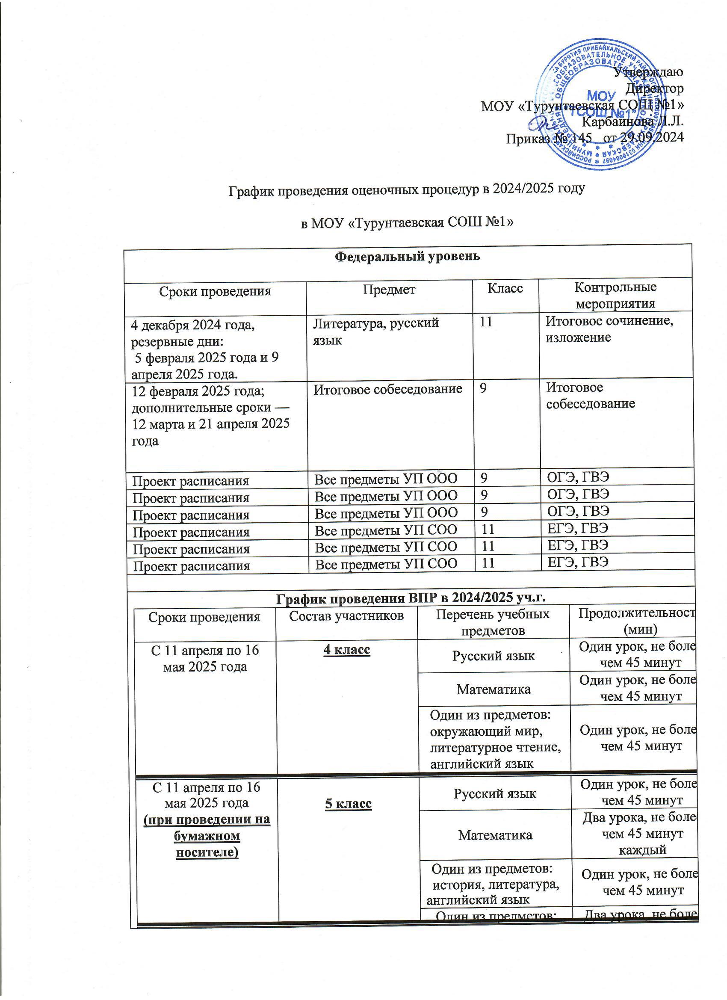 Утверждаю
Директор
МОУ «Турунтаевская СОШ №1»
Карбаинова Л.Л.
Приказ № 145 от 29.09.2024
МОУ
"ТСОШ №1"
График проведения оценочных процедур в 2024/2025 году
в МОУ «Турунтаевская СОШ №1»
Федеральный уровень
Сроки проведения Предмет Класс Контрольные
мероприятия
4 декабря 2024 года, Литература, русский 11 Итоговое сочинение,
резервные дни: язык изложение
5 февраля 2025 года и 9
апреля 2025 года.
12 февраля 2025 года; Итоговое собеседование 9 Итоговое
дополнительные сроки — собеседование
12 марта и 21 апреля 2025
года
Проект расписания Все предметы УП ООО 9 ОГЭ, ГВЭ
Проект расписания Все предметы УП ООО 9 ОГЭ, ГВЭ
Проект расписания Все предметы УП ООО 9 ОГЭ, ГВЭ
Проект расписания Все предметы УП СОО 11 ЕГЭ, ГВЭ
Проект расписания Все предметы УП СОО 11 ЕГЭ, ГВЭ
Проект расписания Все предметы УП СОО 11 ЕГЭ, ГВЭ
График проведения ВПР в 2024/2025 уч.г.
Сроки проведения Состав участников Перечень учебных Продолжительност
предметов (мин)
С 11 апреля по 16 4 класс
мая 2025 года
Русский язык Один урок, не боле
чем 45 минут
Математика Один урок, не боле
чем 45 минут
Один из предметов:
окружающий мир,
литературное чтение,
английский язык
Один урок, не боле
чем 45 минут
С 11 апреля по 16
мая 2025 года
(при проведении на
бумажном
носителе)
5 класс
Русский язык Один урок, не боле
чем 45 минут
Математика Два урока, не боле
чем 45 минут
каждый
Один из предметов:
история, литература,
английский язык
Один урок, не боле
чем 45 минут
Один из предметов: Два урока, не боле